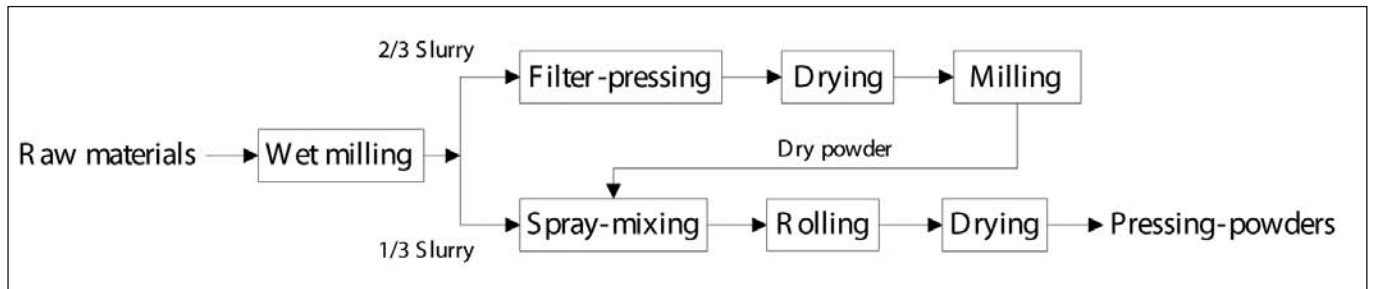 2/3 Slurry
Filter-pressing
Drying
Milling
Raw materials
Wet milling
Dry powder
Spray-mixing
Rolling
Drying
Pressing-powders
1/3 Slurry